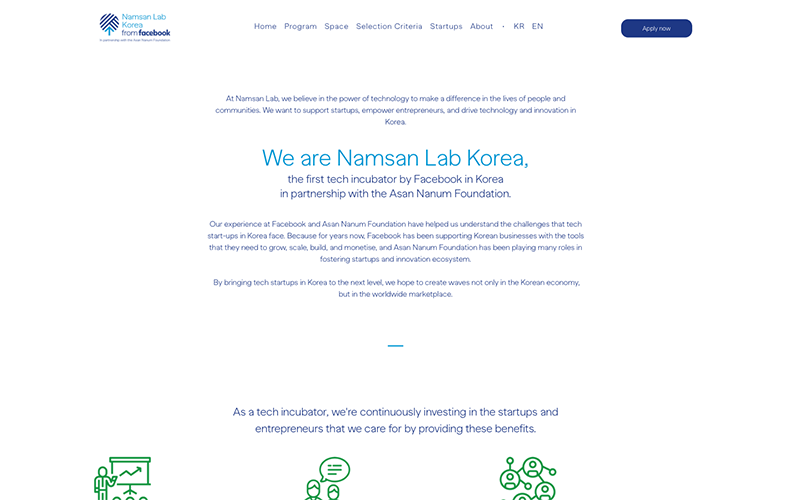 Namsan Lab
Korea
from facebook
In partnership with the Asan Nanum Foundation
Home Program Space Selection Criteria Startups About · KR EN
Apply now
At Namsan Lab, we believe in the power of technology to make a difference in the lives of people and
communities. We want to support startups, empower entrepreneurs, and drive technology and innovation in
Korea.
We are Namsan Lab Korea,
the first tech incubator by Facebook in Korea
in partnership with the Asan Nanum Foundation.
Our experience at Facebook and Asan Nanum Foundation have helped us understand the challenges that tech
start-ups in Korea face. Because for years now, Facebook has been supporting Korean businesses with the tools
that they need to grow, scale, build, and monetise, and Asan Nanum Foundation has been playing many roles in
fostering startups and innovation ecosystem.
By bringing tech startups in Korea to the next level, we hope to create waves not only in the Korean economy,
but in the worldwide marketplace.
As a tech incubator, we're continuously investing in the startups and
entrepreneurs that we care for by providing these benefits.